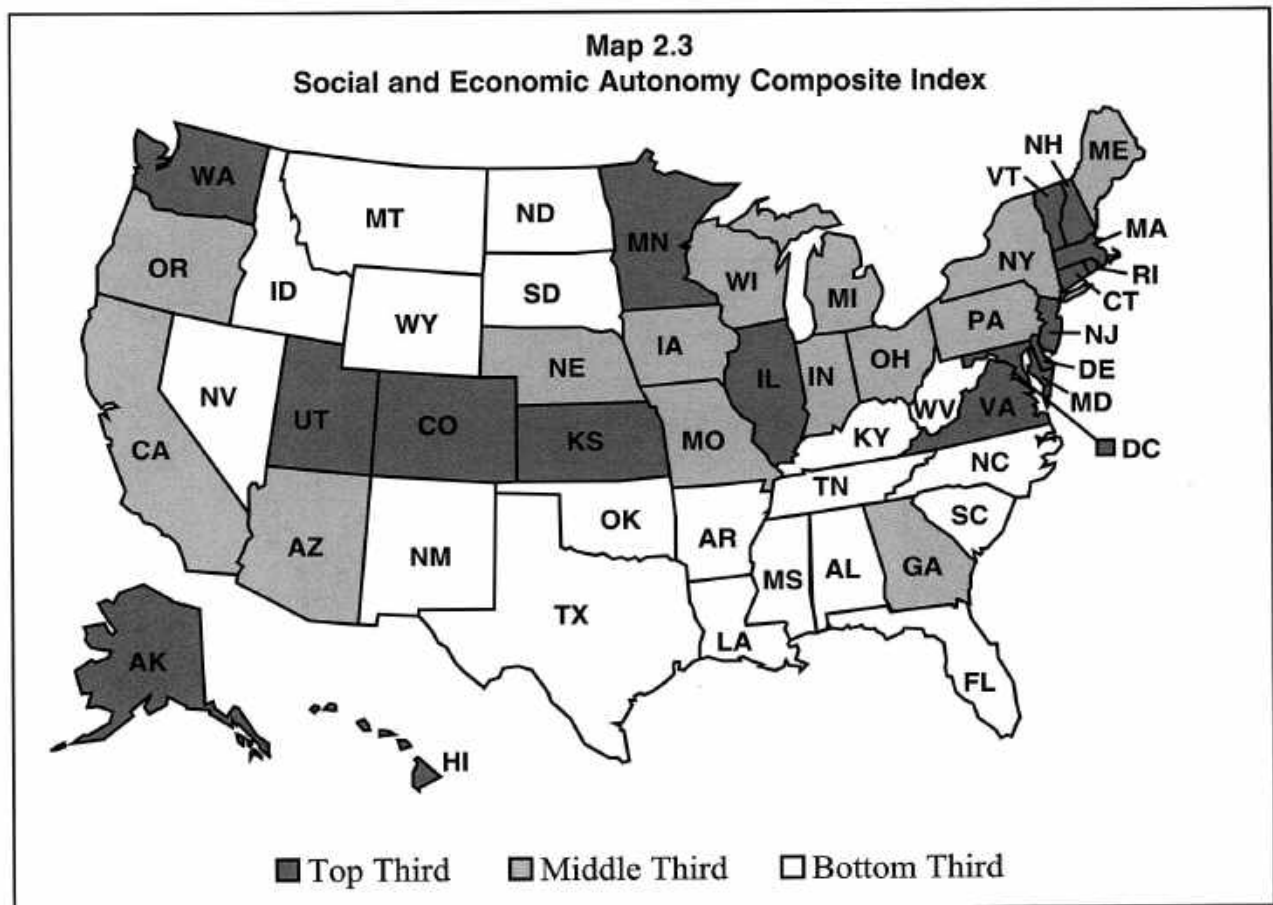 Map 2.3
Social and Economic Autonomy Composite Index
NH
ME
VT
WA
MT
ND
MN
MA
OR
ID
SD
WI
MI
NY
RI
CT
WY
IA
PA
NJ
NE
OH
DE
NV
UT
CO
IL
IN
MD
CA
KS
MO
WV
VA
KY
DC
NC
TN
OK
SC
AZ
NM
AR
MS
AL
GA
TX
LA
AK
FL
HI
Top Third Middle Third Bottom Third